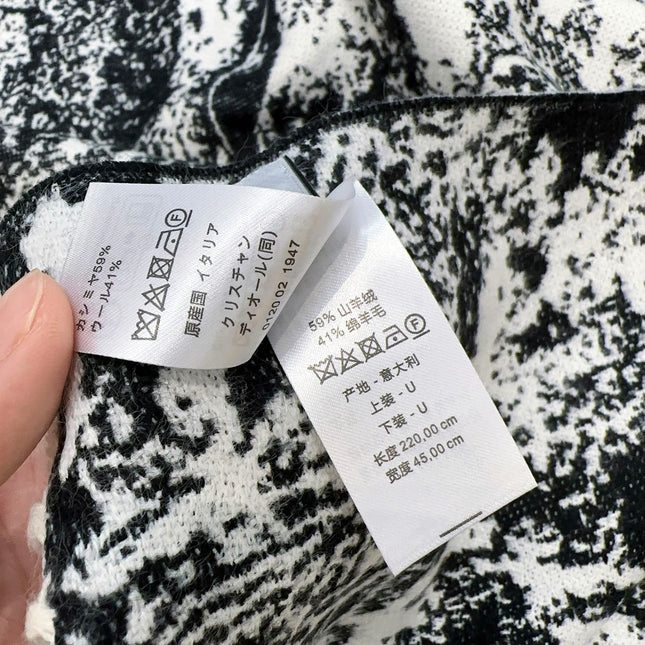 カシミヤ59%
ウール41%
原産国 イタリア
クリスチャン
ディオール(同)
0120 02 1947
59% 山羊绒
41% 绵羊毛
产地 - 意大利
上装 - U
下装 - U
长度 220,00 cm
宽度 45,00 cm